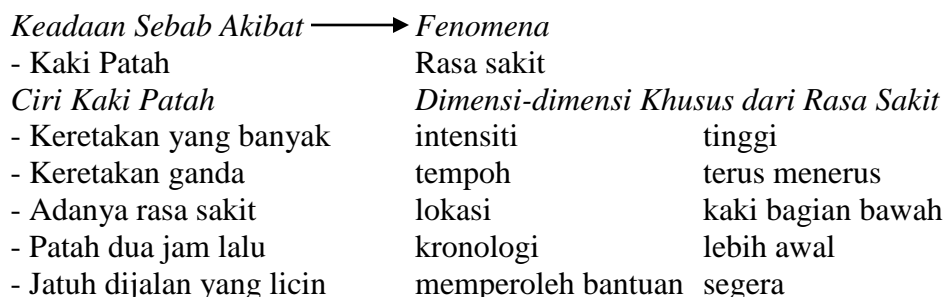 Keadaan Sebab Akibat Fenomena
- Kaki Patah Rasa sakit
Ciri Kaki Patah Dimensi-dimensi Khusus dari Rasa Sakit
- Keretakan yang banyak intensiti tinggi
- Keretakan ganda tempoh terus menerus
- Adanya rasa sakit lokasi kaki bagian bawah
- Patah dua jam lalu kronologi lebih awal
- Jatuh dijalan yang licin memperoleh bantuan segera